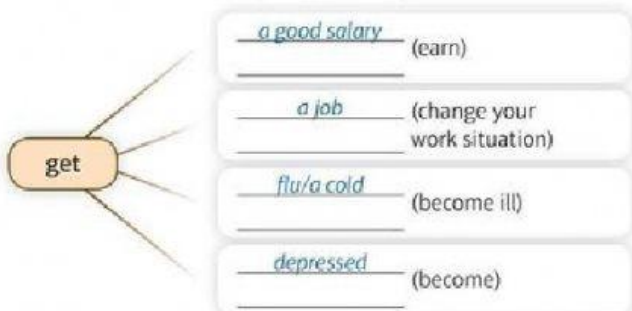 a good salary
(earn)
a job
(change your
work situation)
get
flu/a cold
(become ill)
depressed
(become)